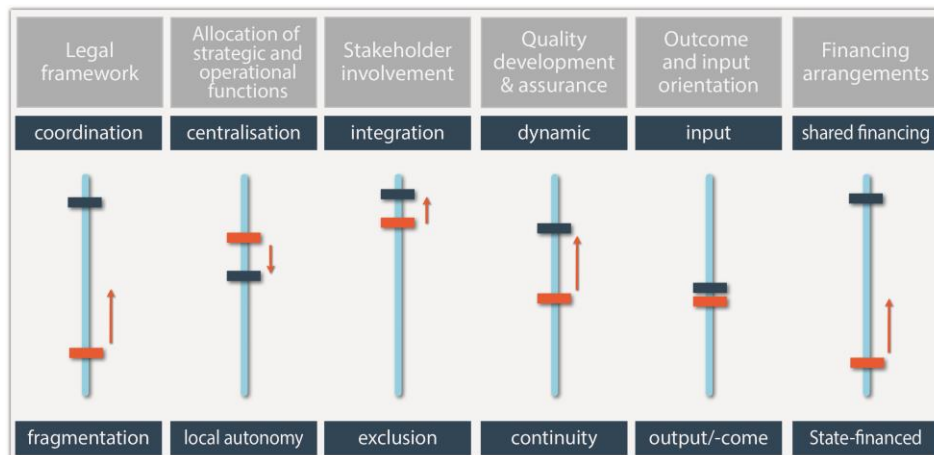 Legal
framework
Allocation of
strategic and
operational
functions
Stakeholder
involvement
Quality
development
& assurance
Outcome
and input
orientation
Financing
arrangements
coordination
centralisation
integration
dynamic
input
shared financing
fragmentation
local autonomy
exclusion
continuity
output/-come
State-financed